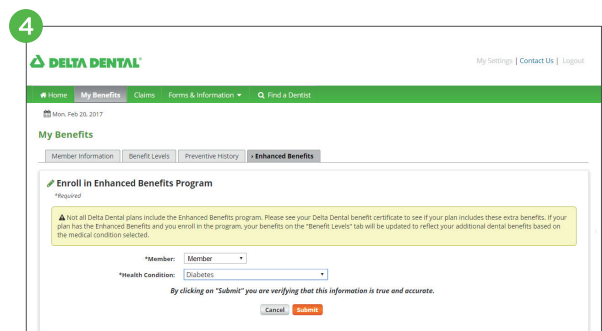 4
DELTA DENTAL
My Settings | Contact Us | Logout
Home My Benefits Claims Forms & Information Find a Dentist
Mon, Feb 20, 2017
My Benefits
Member Information Benefit Levels Preventive History › Enhanced Benefits
Enroll in Enhanced Benefits Program
*Required
Not all Delta Dental plans include the Enhanced Benefits program. Please see your Delta Dental benefit certificate to see if your plan includes these extra benefits. If your
plan has the Enhanced Benefits and you enroll in the program, your benefits on the "Benefit Levels" tab will be updated to reflect your additional dental benefits based on
the medical condition selected.
*Member: Member
*Health Condition: Diabetes
By clicking on "Submit" you are verifying that this information is true and accurate.
Cancel Submit